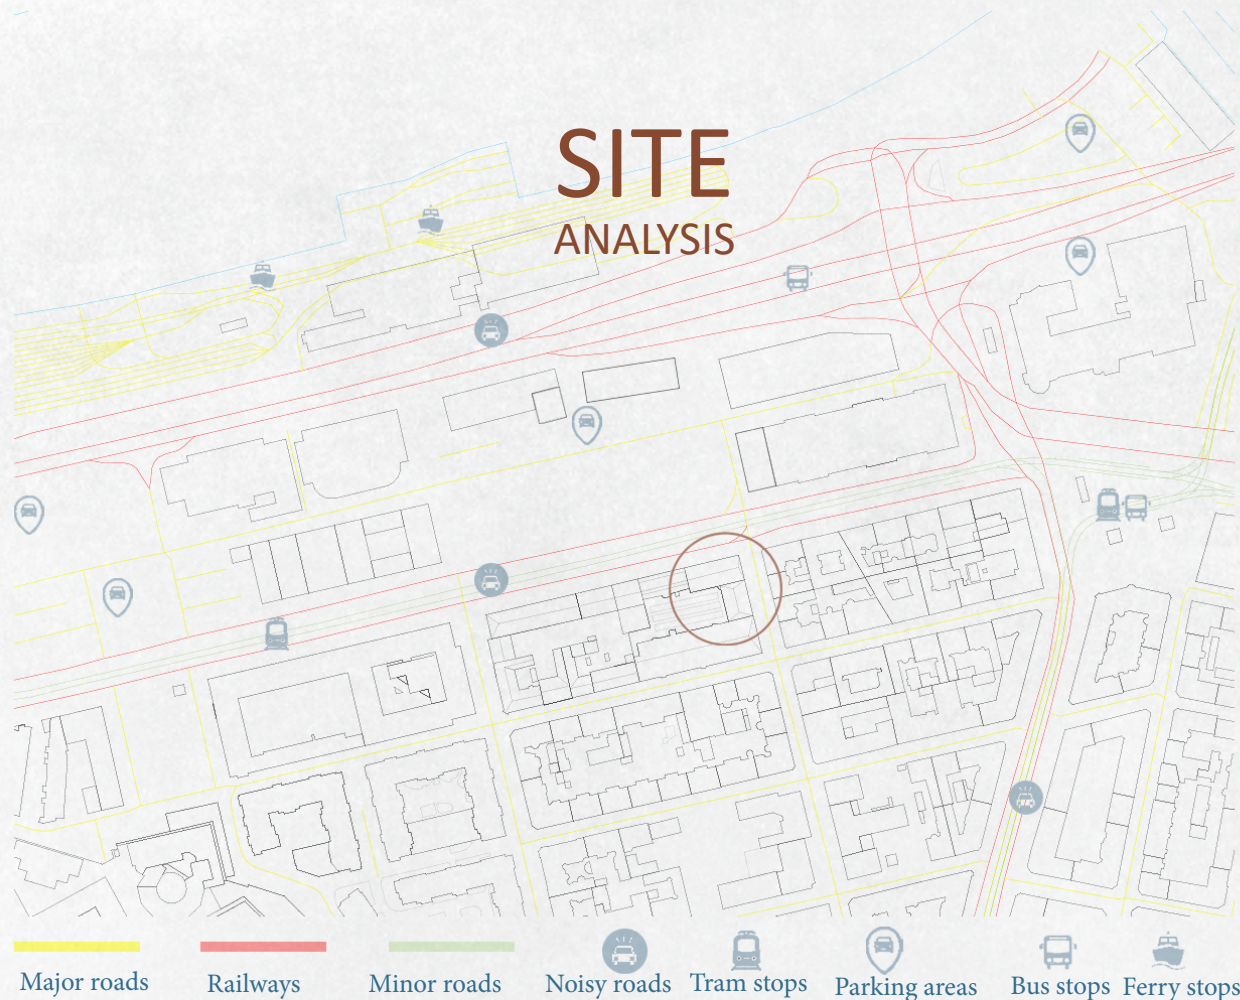 SITE
ANALYSIS
Major roads
Railways
Minor roads
Noisy roads
Tram stops
Parking areas
Bus stops
Ferry stops